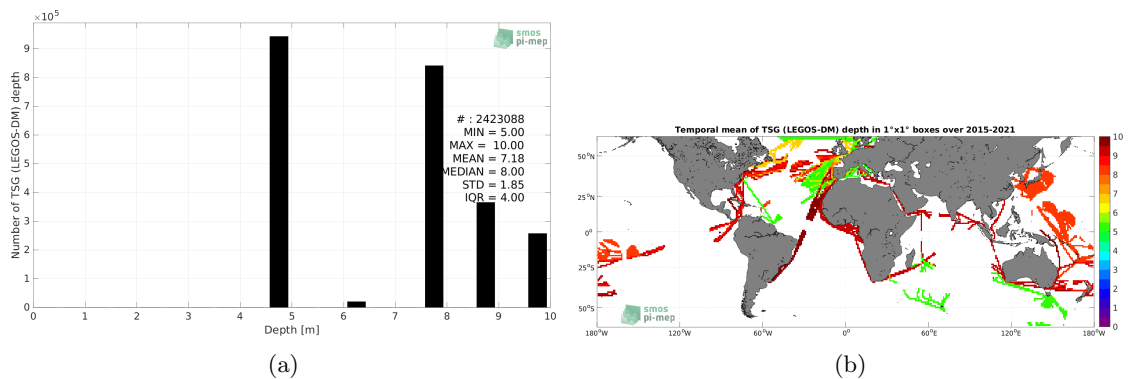 ×10⁵
9
8
7
6
5
4
3
2
1
0
Number of TSG (LEGOS-DM) depth
smos
pi-mep
# : 2423088
MIN = 5.00
MAX = 10.00
MEAN = 7.18
MEDIAN = 8.00
STD = 1.85
IQR = 4.00
0 1 2 3 4 5 6 7 8 9 10
Depth [m]
(a)
Temporal mean of TSG (LEGOS-DM) depth in 1°x1° boxes over 2015-2021
50°N
25°N
0°
25°S
50°S
smos
pi-mep
180°W 120°W 60°W 0° 60°E 120°E 180°W
10
9
8
7
6
5
4
3
2
1
0
(b)